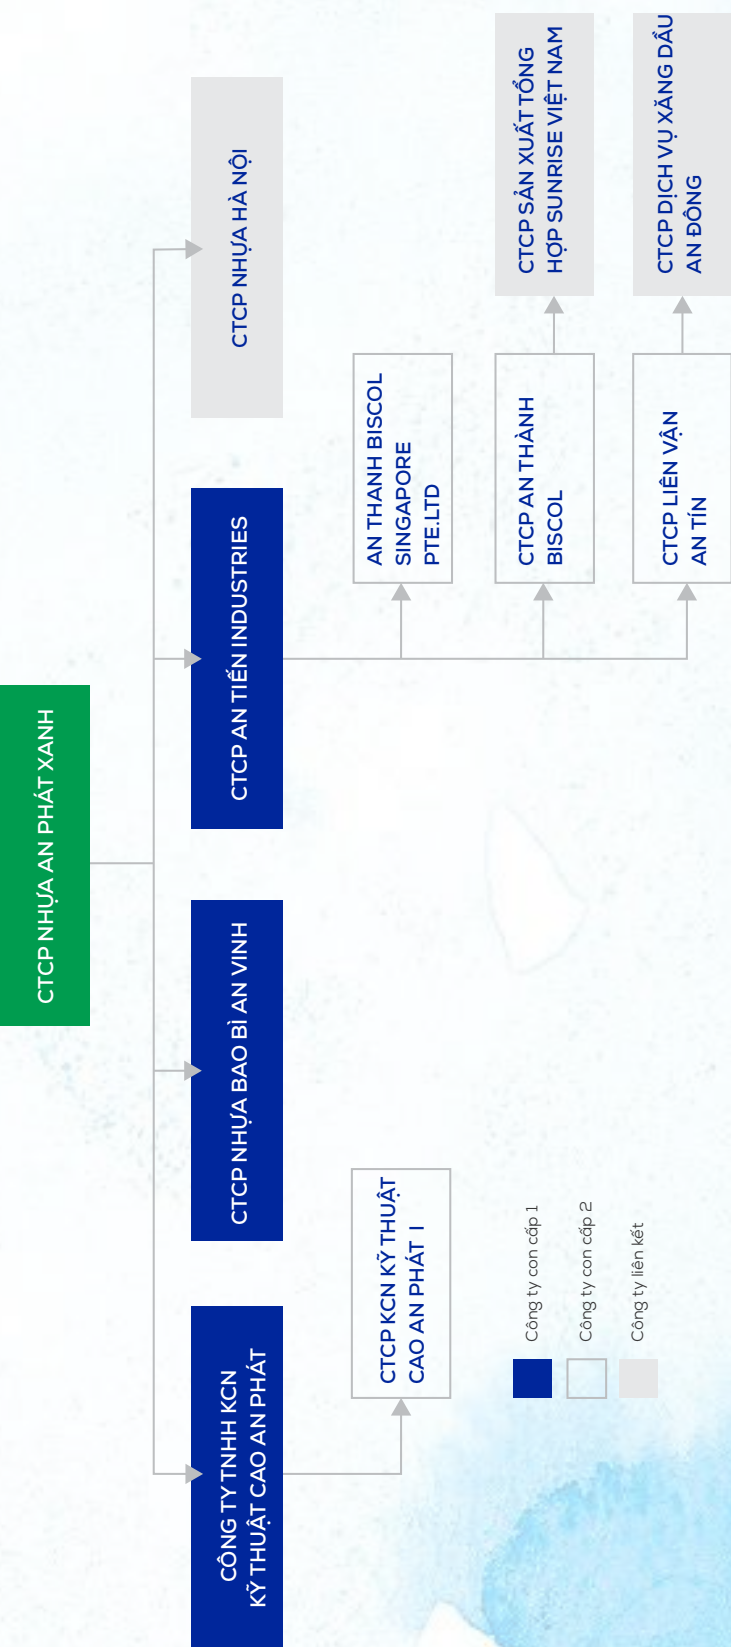 CTCP NHỰA AN PHÁT XANH
CÔNG TY TNHH KCN
KỸ THUẬT CAO AN PHÁT
CTCP NHỰA BAO BÌ AN VINH
CTCP AN TIẾN INDUSTRIES
CTCP NHỰA HÀ NỘI
CTCP KCN KỸ THUẬT
CAO AN PHÁT 1
AN THANH BISCOL
SINGAPORE
PTE.LTD
CTCP AN THÀNH
BISCOL
CTCP SẢN XUẤT TỔNG
HỢP SUNRISE VIỆT NAM
CTCP LIÊN VẬN
AN TÍN
CTCP DỊCH VỤ XĂNG DẦU
AN ĐÔNG
Công ty con cấp 1
Công ty con cấp 2
Công ty liên kết